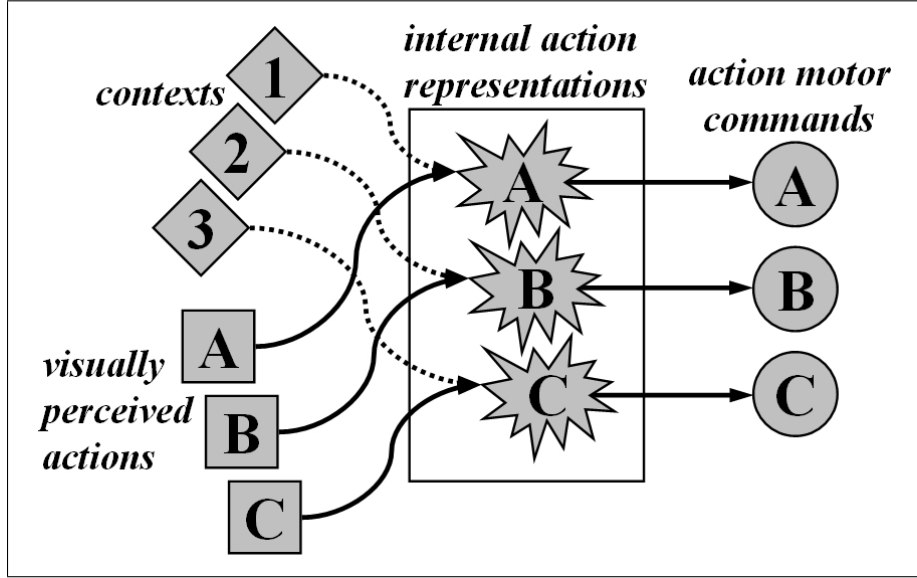 contexts
1
2
3
visually
perceived
actions
A
B
C
internal action
representations
A
B
C
action motor
commands
A
B
C